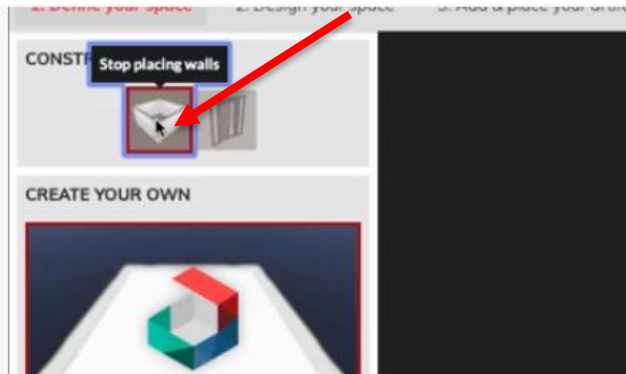 1. Define your space 2. Design your space 3. Add & place your
CONST
Stop placing walls
CREATE YOUR OWN